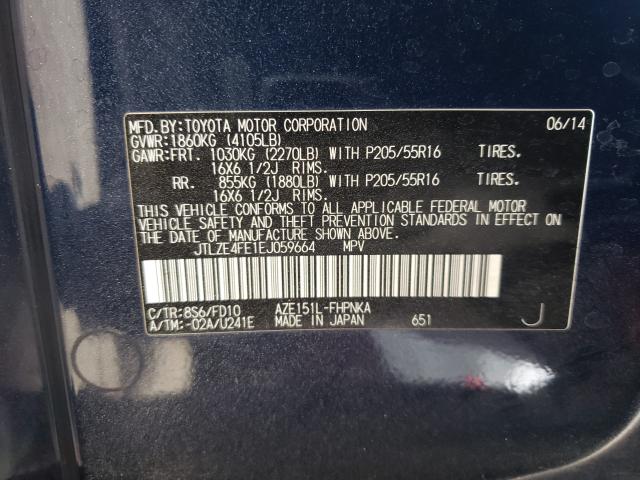 MFD.BY:TOYOTA MOTOR CORPORATION 06/14
GVWR:1860KG (4105LB)
GAWR:FRT. 1030KG (2270LB) WITH P205/55R16 TIRES.
16X6 1/2J RIMS.
RR. 855KG (1880LB) WITH P205/55R16 TIRES.
16X6 1/2J RIMS.
THIS VEHICLE CONFORMS TO ALL APPLICABLE FEDERAL MOTOR
VEHICLE SAFETY AND THEFT PREVENTION STANDARDS IN EFFECT ON THE
DATE OF MANUFACTURE SHOWN ABOVE.
JTLZE4FE1EJ059664 MPV
C/TR:8S6/FD10 AZE151L-FHPNKA
A/TM:-02A/U241E MADE IN JAPAN 651 J